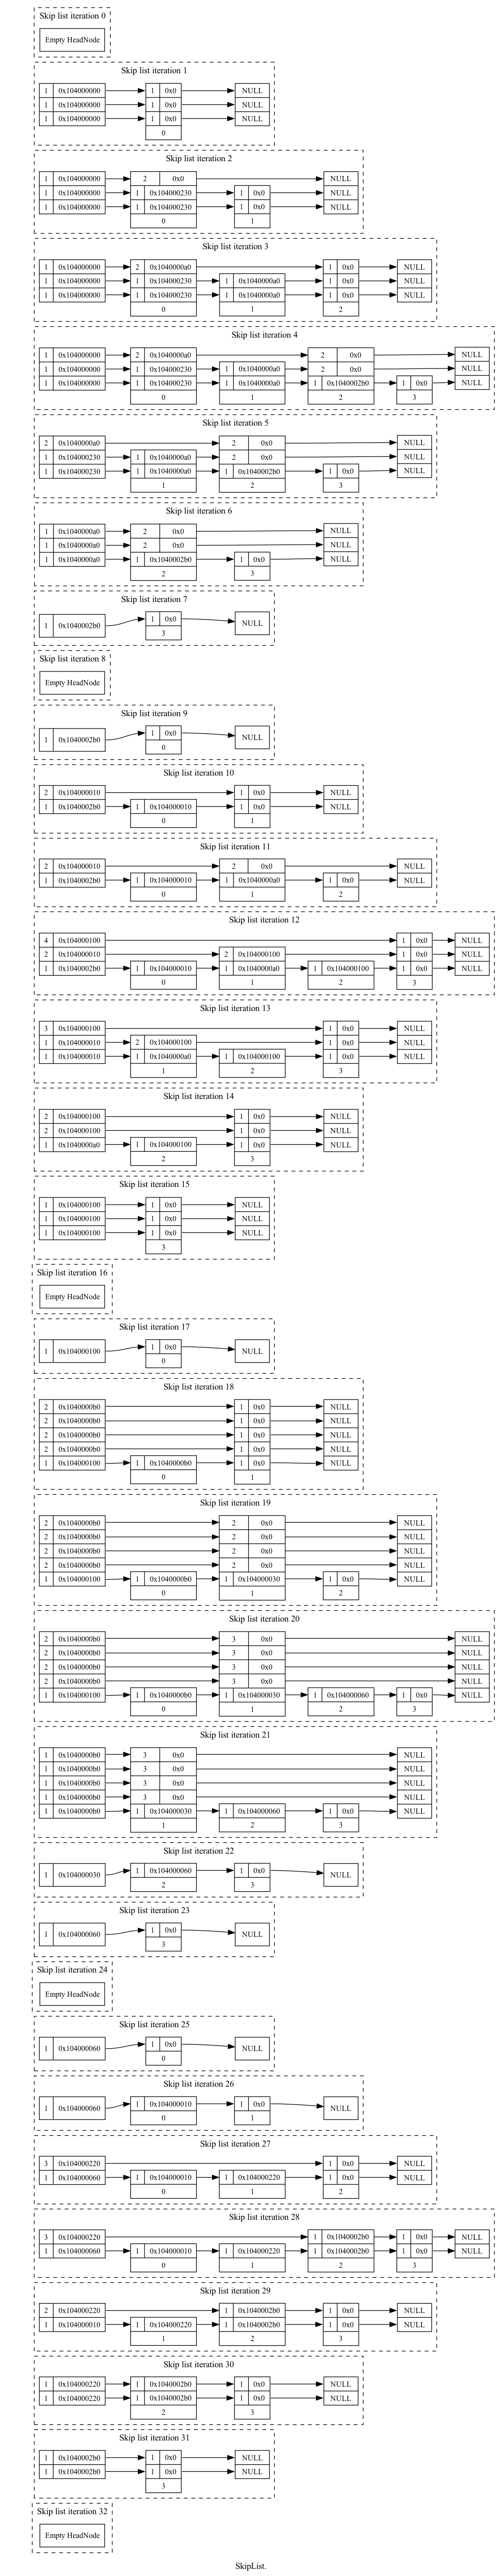 Skip list iteration 0
Empty HeadNode
Skip list iteration 1
1 0x104000000 1 0x0 NULL
1 0x104000000 1 0x0 NULL
1 0x104000000 1 0x0 NULL
0
Skip list iteration 2
1 0x104000000 2 0x0 NULL
1 0x104000000 1 0x104000230 1 0x0 NULL
1 0x104000000 1 0x104000230 1 0x0 NULL
0 1
Skip list iteration 3
1 0x104000000 2 0x1040000a0 1 0x0 NULL
1 0x104000000 1 0x104000230 1 0x1040000a0 1 0x0 NULL
1 0x104000000 1 0x104000230 1 0x1040000a0 1 0x0 NULL
0 1 2
Skip list iteration 4
1 0x104000000 2 0x1040000a0 2 0x0 NULL
1 0x104000000 1 0x104000230 1 0x1040000a0 2 0x0 NULL
1 0x104000000 1 0x104000230 1 0x1040000a0 1 0x1040002b0 1 0x0 NULL
0 1 2 3
Skip list iteration 5
2 0x1040000a0 2 0x0 NULL
1 0x104000230 1 0x1040000a0 2 0x0 NULL
1 0x104000230 1 0x1040000a0 1 0x1040002b0 1 0x0 NULL
1 2 3
Skip list iteration 6
1 0x1040000a0 2 0x0 NULL
1 0x1040000a0 2 0x0 NULL
1 0x1040000a0 1 0x1040002b0 1 0x0 NULL
2 3
Skip list iteration 7
1 0x1040002b0 1 0x0 NULL
3
Skip list iteration 8
Empty HeadNode
Skip list iteration 9
1 0x1040002b0 1 0x0 NULL
0
Skip list iteration 10
2 0x104000010 1 0x0 NULL
1 0x1040002b0 1 0x104000010 1 0x0 NULL
0 1
Skip list iteration 11
2 0x104000010 2 0x0 NULL
1 0x1040002b0 1 0x104000010 1 0x1040000a0 1 0x0 NULL
0 1 2
Skip list iteration 12
4 0x104000100 1 0x0 NULL
2 0x104000010 2 0x104000100 1 0x0 NULL
1 0x1040002b0 1 0x104000010 1 0x1040000a0 1 0x104000100 1 0x0 NULL
0 1 2 3
Skip list iteration 13
3 0x104000100 1 0x0 NULL
1 0x104000010 2 0x104000100 1 0x0 NULL
1 0x104000010 1 0x1040000a0 1 0x104000100 1 0x0 NULL
1 2 3
Skip list iteration 14
2 0x104000100 1 0x0 NULL
2 0x104000100 1 0x0 NULL
1 0x1040000a0 1 0x104000100 1 0x0 NULL
2 3
Skip list iteration 15
1 0x104000100 1 0x0 NULL
1 0x104000100 1 0x0 NULL
1 0x104000100 1 0x0 NULL
3
Skip list iteration 16
Empty HeadNode
Skip list iteration 17
1 0x104000100 1 0x0 NULL
0
Skip list iteration 18
2 0x1040000b0 1 0x0 NULL
2 0x1040000b0 1 0x0 NULL
2 0x1040000b0 1 0x0 NULL
2 0x1040000b0 1 0x0 NULL
1 0x104000100 1 0x1040000b0 1 0x0 NULL
0 1
Skip list iteration 19
2 0x1040000b0 2 0x0 NULL
2 0x1040000b0 2 0x0 NULL
2 0x1040000b0 2 0x0 NULL
2 0x1040000b0 2 0x0 NULL
1 0x104000100 1 0x1040000b0 1 0x104000030 1 0x0 NULL
0 1 2
Skip list iteration 20
2 0x1040000b0 3 0x0 NULL
2 0x1040000b0 3 0x0 NULL
2 0x1040000b0 3 0x0 NULL
2 0x1040000b0 3 0x0 NULL
1 0x104000100 1 0x1040000b0 1 0x104000030 1 0x104000060 1 0x0 NULL
0 1 2 3
Skip list iteration 21
1 0x1040000b0 3 0x0 NULL
1 0x1040000b0 3 0x0 NULL
1 0x1040000b0 3 0x0 NULL
1 0x1040000b0 3 0x0 NULL
1 0x1040000b0 1 0x104000030 1 0x104000060 1 0x0 NULL
1 2 3
Skip list iteration 22
1 0x104000030 1 0x104000060 1 0x0 NULL
2 3
Skip list iteration 23
1 0x104000060 1 0x0 NULL
3
Skip list iteration 24
Empty HeadNode
Skip list iteration 25
1 0x104000060 1 0x0 NULL
0
Skip list iteration 26
1 0x104000060 1 0x104000010 1 0x0 NULL
0 1
Skip list iteration 27
3 0x104000220 1 0x0 NULL
1 0x104000060 1 0x104000010 1 0x104000220 1 0x0 NULL
0 1 2
Skip list iteration 28
3 0x104000220 1 0x1040002b0 1 0x0 NULL
1 0x104000060 1 0x104000010 1 0x104000220 1 0x1040002b0 1 0x0 NULL
0 1 2 3
Skip list iteration 29
2 0x104000220 1 0x1040002b0 1 0x0 NULL
1 0x104000010 1 0x104000220 1 0x1040002b0 1 0x0 NULL
1 2 3
Skip list iteration 30
1 0x104000220 1 0x1040002b0 1 0x0 NULL
1 0x104000220 1 0x1040002b0 1 0x0 NULL
2 3
Skip list iteration 31
1 0x1040002b0 1 0x0 NULL
1 0x1040002b0 1 0x0 NULL
3
Skip list iteration 32
Empty HeadNode
SkipList.